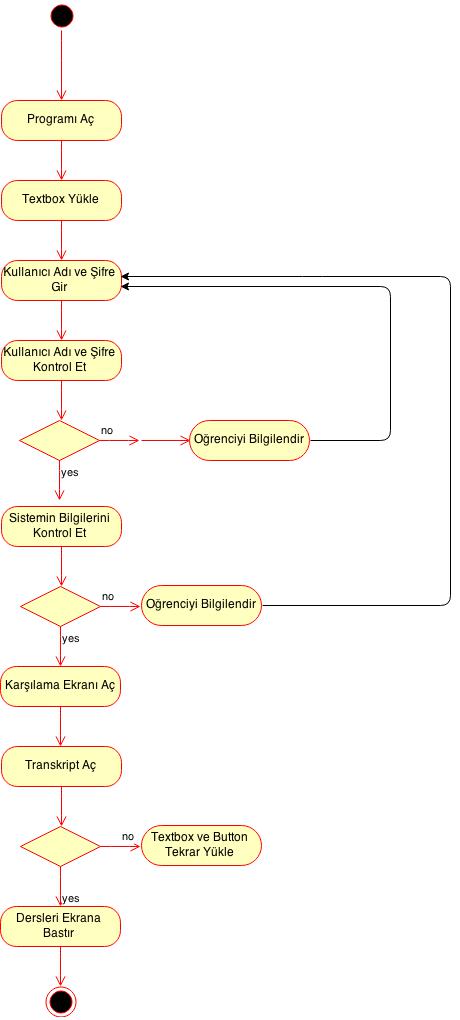 Programı Aç
Textbox Yükle
Kullanıcı Adı ve Şifre
Gir
Kullanıcı Adı ve Şifre
Kontrol Et
no
Oğrenciyi Bilgilendir
yes
Sistemin Bilgilerini
Kontrol Et
no
Oğrenciyi Bilgilendir
yes
Karşılama Ekranı Aç
Transkript Aç
no
Textbox ve Button
Tekrar Yükle
yes
Dersleri Ekrana
Bastır